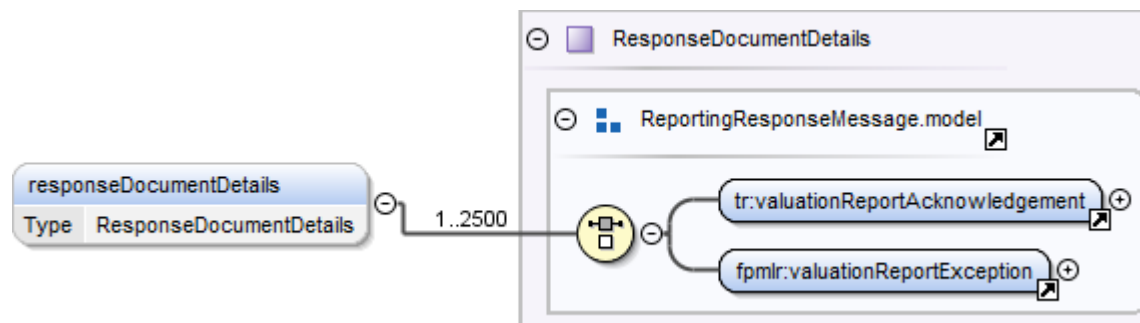 ResponseDocumentDetails
ReportingResponseMessage.model
responseDocumentDetails
Type ResponseDocumentDetails
1..2500
tr:valuationReportAcknowledgement
fpmlr:valuationReportException